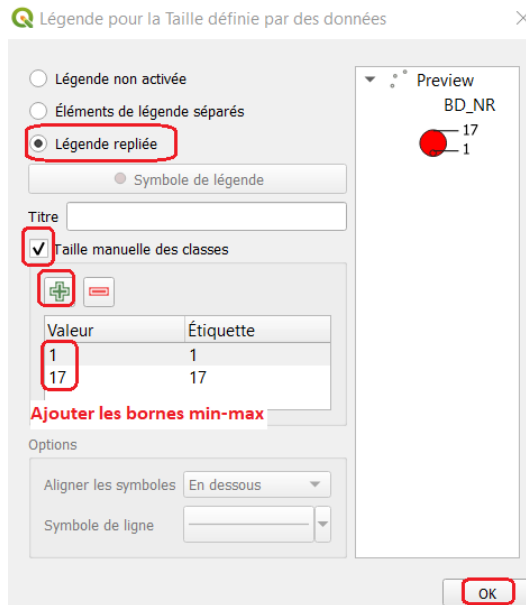 Légende pour la Taille définie par des données
Légende non activée
Éléments de légende séparés
Légende repliée
Symbole de légende
Titre
Taille manuelle des classes
Valeur Étiquette
1 1
17 17
Ajouter les bornes min-max
Options
Aligner les symboles En dessous
Symbole de ligne
Preview
BD_NR
17
1
OK